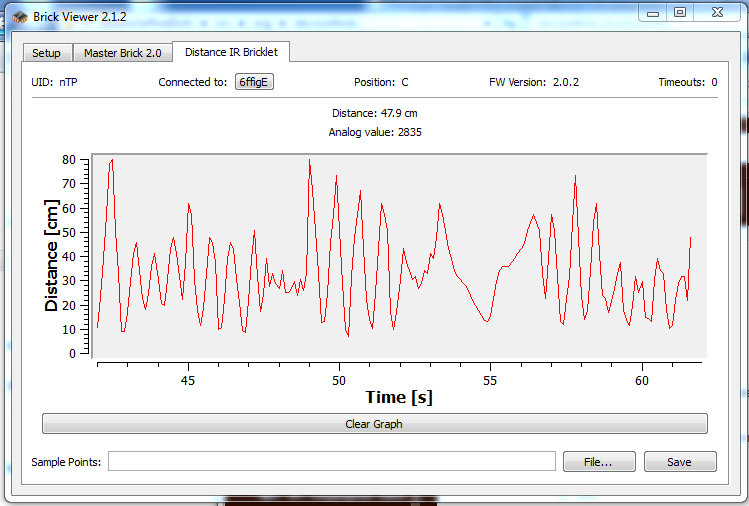 Brick Viewer 2.1.2
Setup Master Brick 2.0 Distance IR Bricklet
UID: nTP Connected to: 6ffigE Position: C FW Version: 2.0.2 Timeouts: 0
Distance: 47.9 cm
Analog value: 2835
80
70
60
50
40
30
20
10
0
Distance [cm]
45 50 55 60
Time [s]
Clear Graph
Sample Points: File... Save